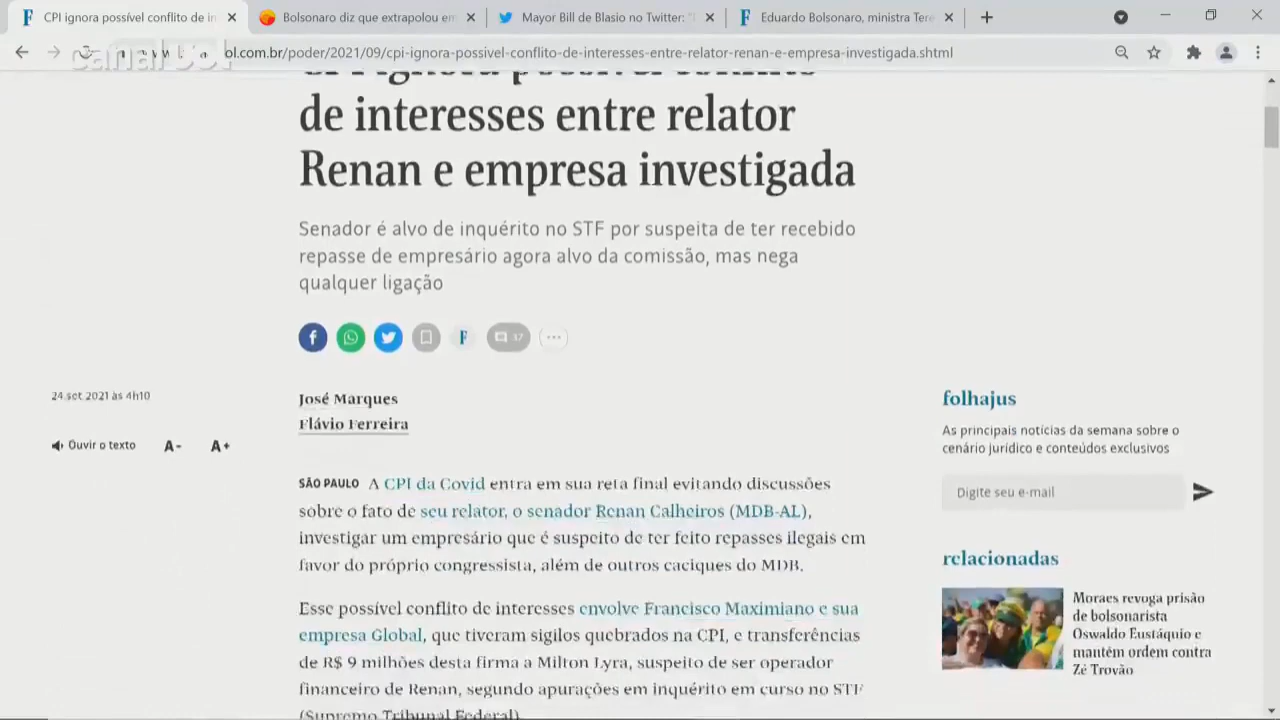 CPI ignora possível conflito de in
Bolsonaro diz que extrapolou em
Mayor Bill de Blasio no Twitter: "
Eduardo Bolsonaro, ministra Tere
ol.com.br/poder/2021/09/cpi-ignora-possivel-conflito-de-interesses-entre-relator-renan-e-empresa-investigada.shtml
CPI ignora possível conflito
de interesses entre relator
Renan e empresa investigada
Senador é alvo de inquérito no STF por suspeita de ter recebido
repasse de empresário agora alvo da comissão, mas nega
qualquer ligação
24.set.2021 às 4h10
Ouvir o texto A- A+
José Marques
Flávio Ferreira
SÃO PAULO A CPI da Covid entra em sua reta final evitando discussões
sobre o fato de seu relator, o senador Renan Calheiros (MDB-AL),
investigar um empresário que é suspeito de ter feito repasses ilegais em
favor do próprio congressista, além de outros caciques do MDB.
Esse possível conflito de interesses envolve Francisco Maximiano e sua
empresa Global, que tiveram sigilos quebrados na CPI, e transferências
de R$ 9 milhões desta firma a Milton Lyra, suspeito de ser operador
financeiro de Renan, segundo apurações em inquérito em curso no STF
(Supremo Tribunal Federal).
folhajus
As principais notícias da semana sobre o
cenário jurídico e conteúdos exclusivos
Digite seu e-mail
relacionadas
Moraes revoga prisão
de bolsonarista
Oswaldo Eustáquio e
mantém ordem contra
Zé Trovão